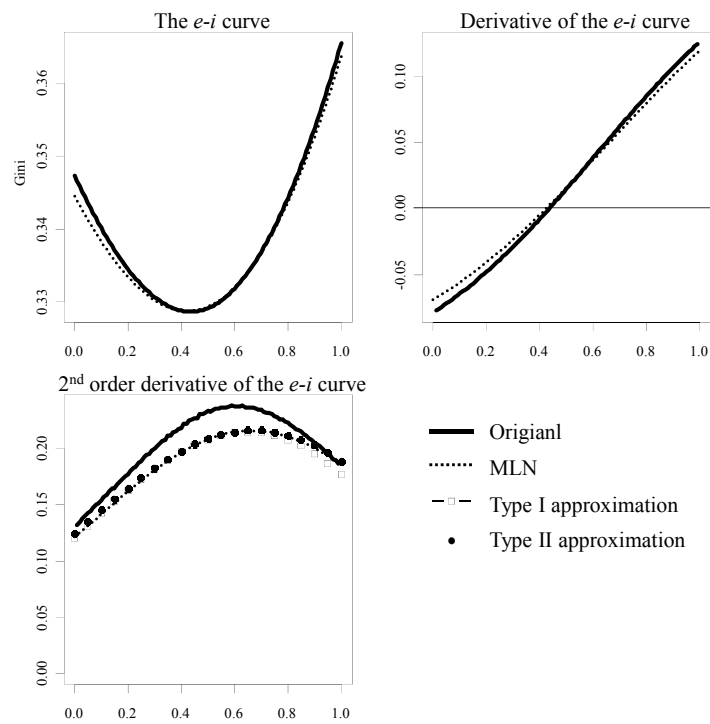 The e-i curve
Derivative of the e-i curve
Gini
0.36
0.35
0.34
0.33
0.0 0.2 0.4 0.6 0.8 1.0
0.10
0.05
0.00
-0.05
0.0 0.2 0.4 0.6 0.8 1.0
2nd order derivative of the e-i curve
0.20
0.15
0.10
0.05
0.00
0.0 0.2 0.4 0.6 0.8 1.0
Origianl
MLN
Type I approximation
Type II approximation